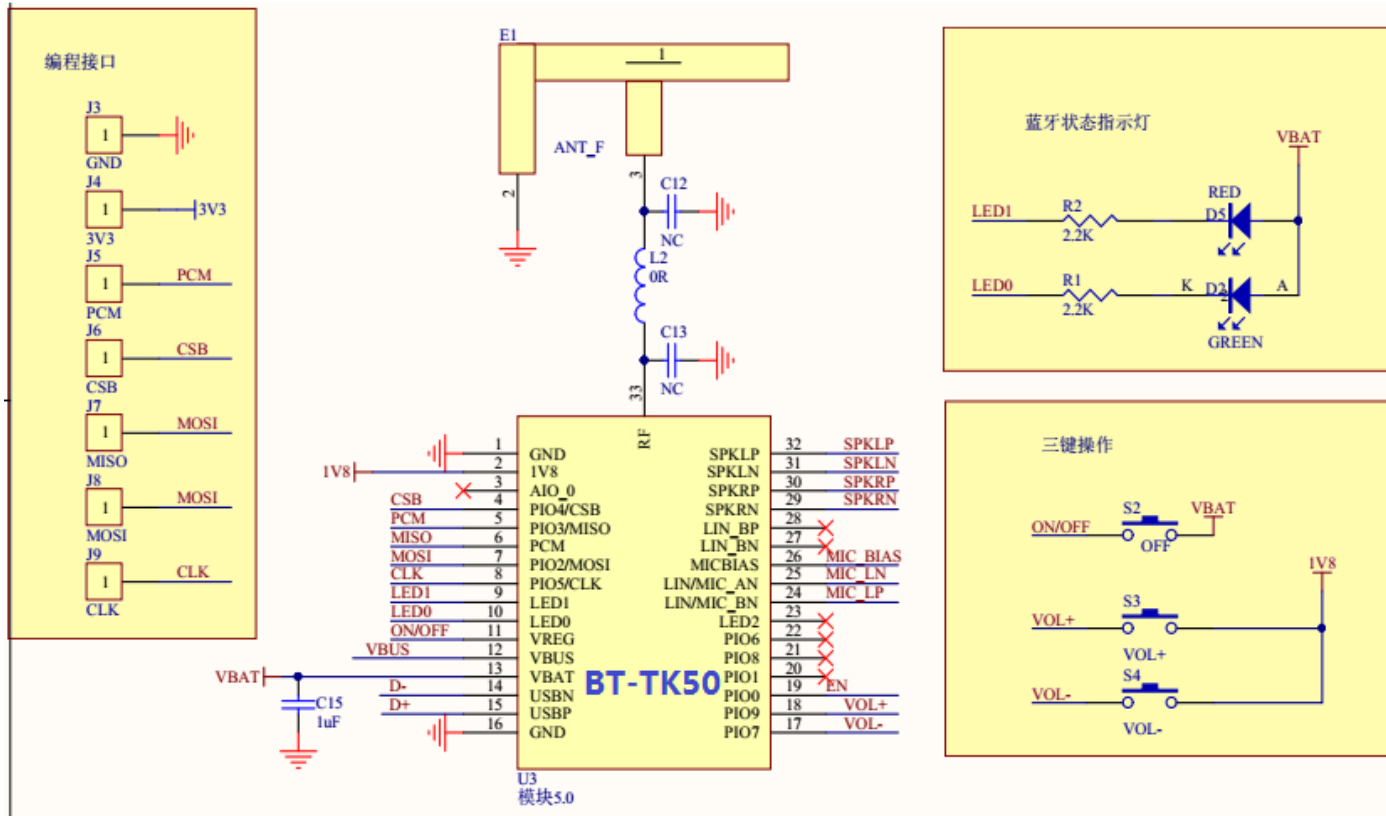 编程接口
J3
1
GND
J4
1
3V3
3V3
J5
1
PCM
PCM
J6
1
CSB
CSB
J7
1
MOSI
MISO
J8
1
MOSI
MOSI
J9
1
CLK
CLK
E1
1
ANT_F
2
3
C12
NC
L2
0R
C13
NC
33
RF
1V8
1 GND
2 1V8
3 AIO_0
CSB 4 PIO4/CSB
PCM 5 PIO3/MISO
MISO 6 PCM
MOSI 7 PIO2/MOSI
CLK 8 PIO5/CLK
LED1 9 LED1
LED0 10 LED0
ON/OFF 11 VREG
VBUS 12 VBUS
VBAT 13 VBAT
D- 14 USBN
D+ 15 USBP
16 GND
C15
1uF
SPKLP 32 SPKLP
SPKLN 31 SPKLN
SPKRP 30 SPKRP
SPKRN 29 SPKRN
LIN_BP 28
LIN_BN 27
MICBIAS 26 MIC_BIAS
LIN/MIC_AN 25 MIC_LN
LIN/MIC_BN 24 MIC_LP
LED2 23
PIO6 22
PIO8 21
PIO1 20
PIO0 19 EN
PIO9 18 VOL+
PIO7 17 VOL-
BT-TK50
U3
模块5.0
蓝牙状态指示灯
VBAT
LED1
R2
2.2K
RED
D5
LED0
R1
2.2K
K
D2
2
A
GREEN
三键操作
ON/OFF
S2
OFF
VBAT
1V8
VOL+
S3
VOL+
VOL-
S4
VOL-